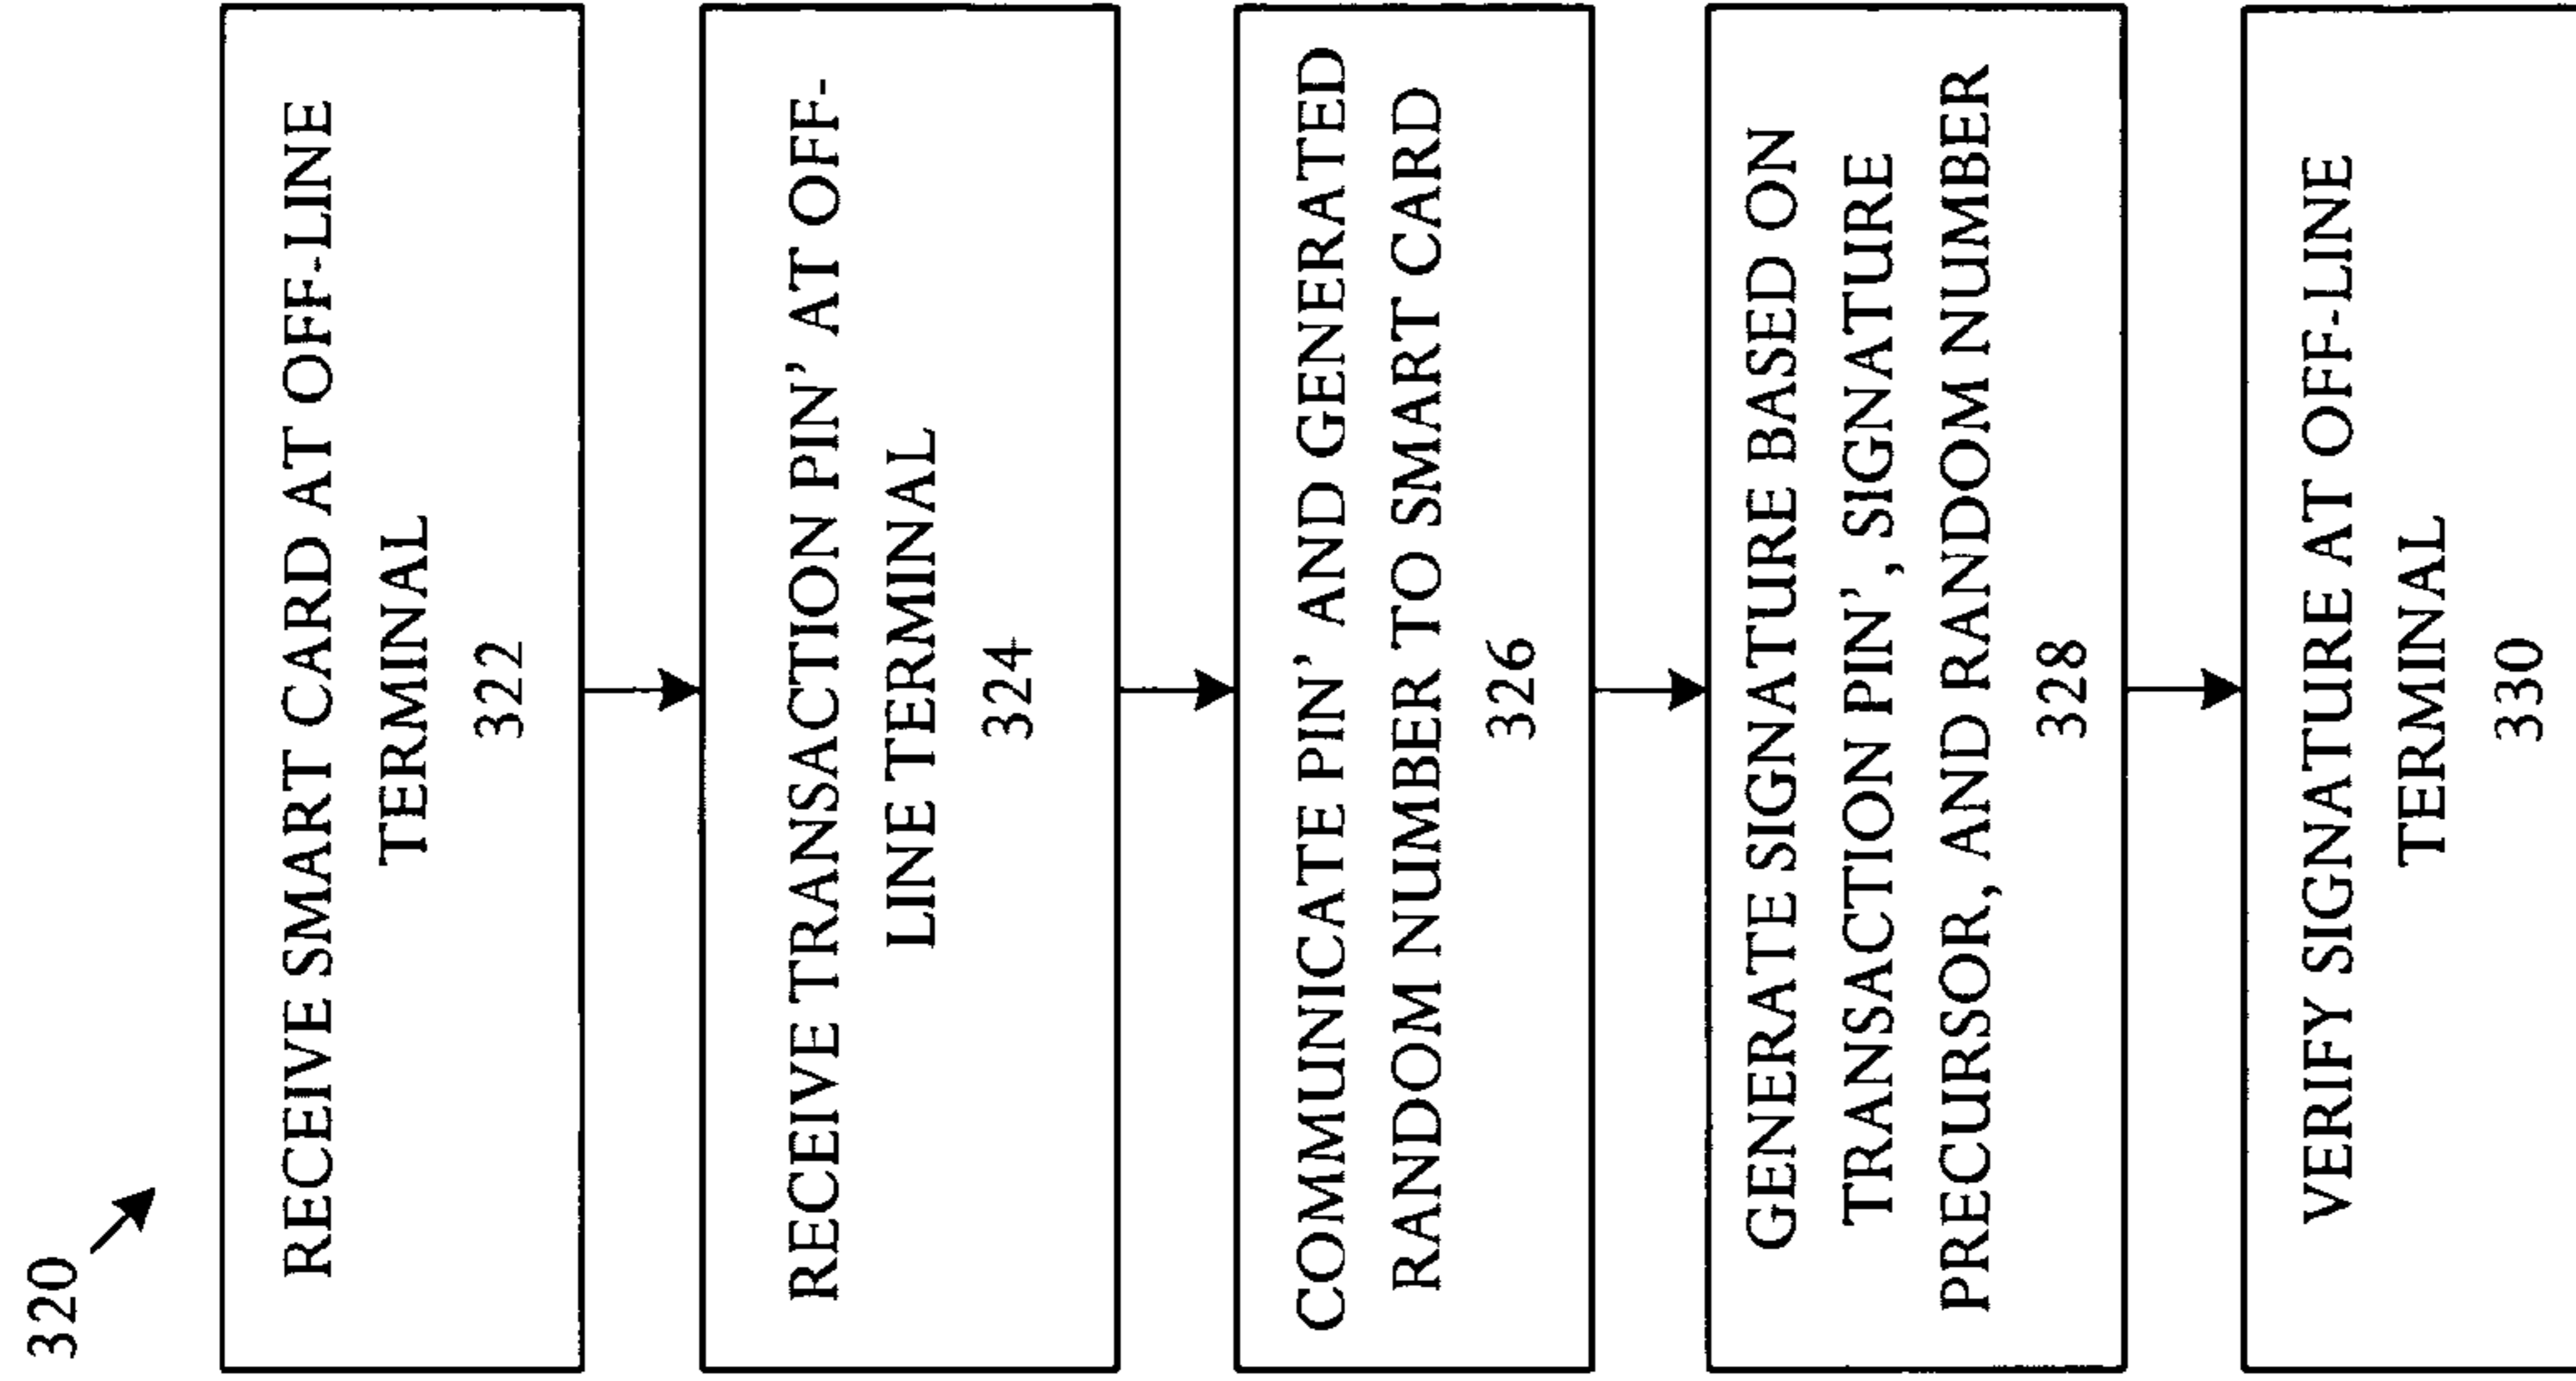 320
RECEIVE SMART CARD AT OFF-LINE
TERMINAL
322
RECEIVE TRANSACTION PIN' AT OFF-
LINE TERMINAL
324
COMMUNICATE PIN' AND GENERATED
RANDOM NUMBER TO SMART CARD
326
GENERATE SIGNATURE BASED ON
TRANSACTION PIN', SIGNATURE
PRECURSOR, AND RANDOM NUMBER
328
VERIFY SIGNATURE AT OFF-LINE
TERMINAL
330